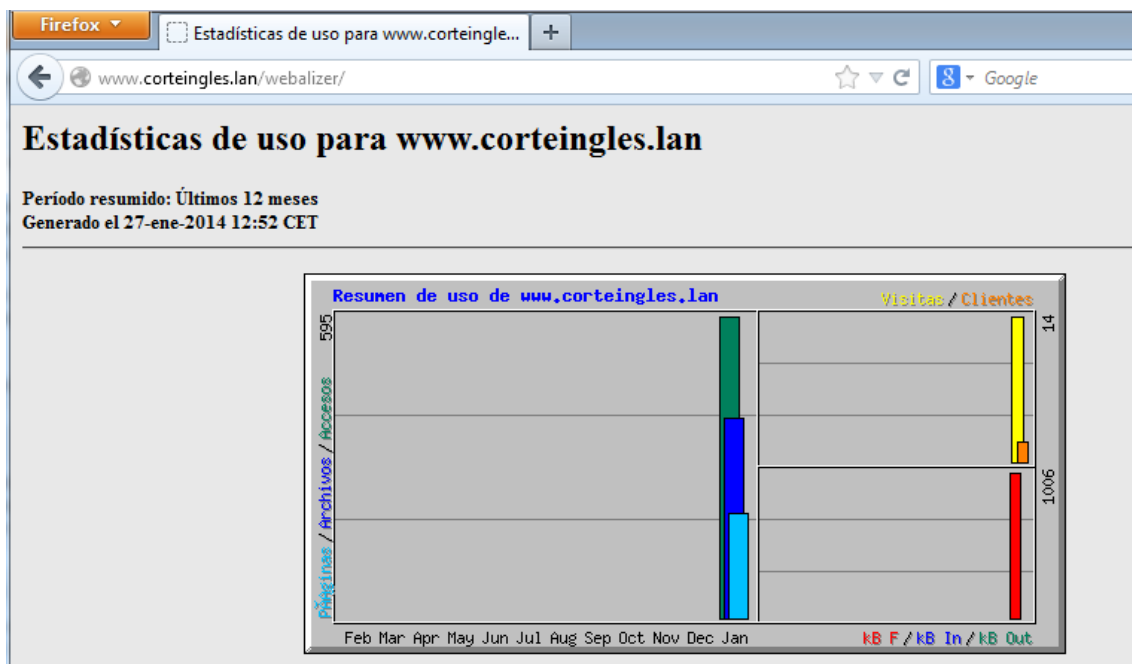 Firefox
Estadísticas de uso para www.corteingle...
www.corteingles.lan/webalizer/
8
Google
Estadísticas de uso para www.corteingles.lan
Período resumido: Últimos 12 meses
Generado el 27-ene-2014 12:52 CET
Resumen de uso de www.corteingles.lan
Visitas / Clientes
595
14
PÃÂ¡ginas / Archivos / Accesos
1006
Feb Mar Apr May Jun Jul Aug Sep Oct Nov Dec Jan
kB F / kB In / kB Out